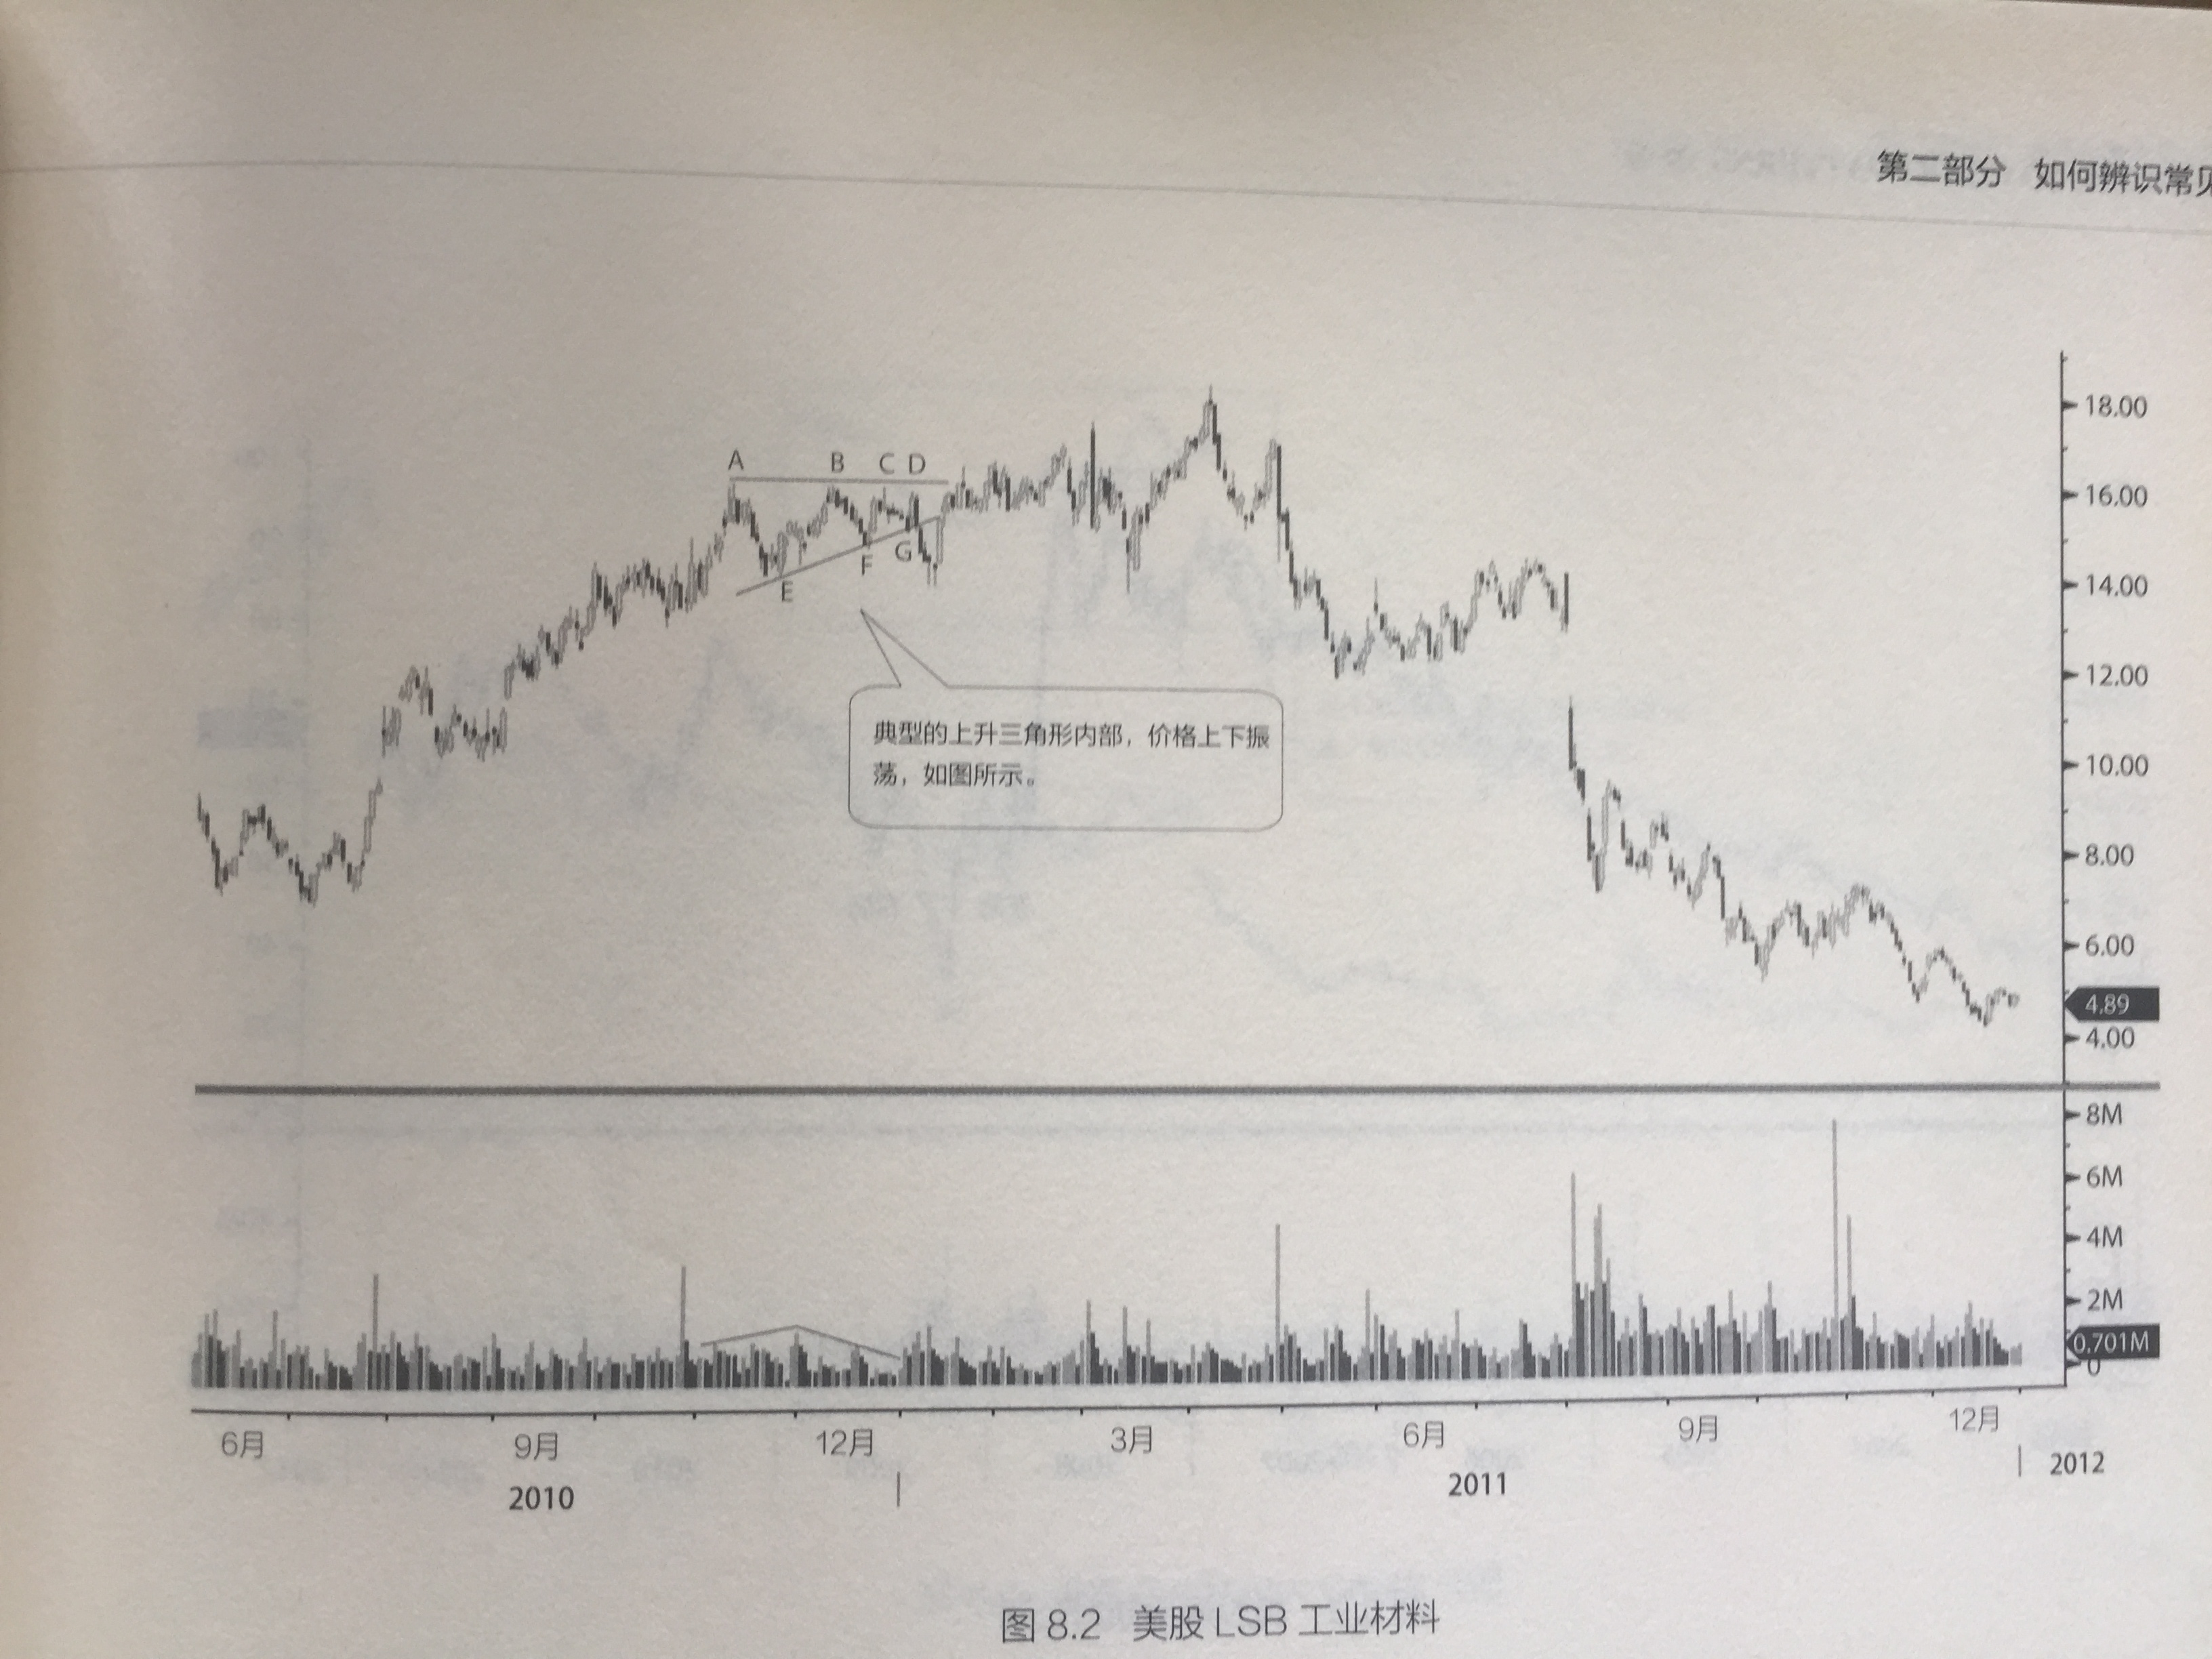 第二部分 如何辨识常
18.00
16.00
14.00
12.00
10.00
8.00
6.00
4.89
4.00
A B C D
E F G
典型的上升三角形内部，价格上下振
荡，如图所示。
8M
6M
4M
2M
0.701M
0
6月 9月 12月 3月 6月 9月 12月
2010 2011 2012
图8.2 美股LSB工业材料